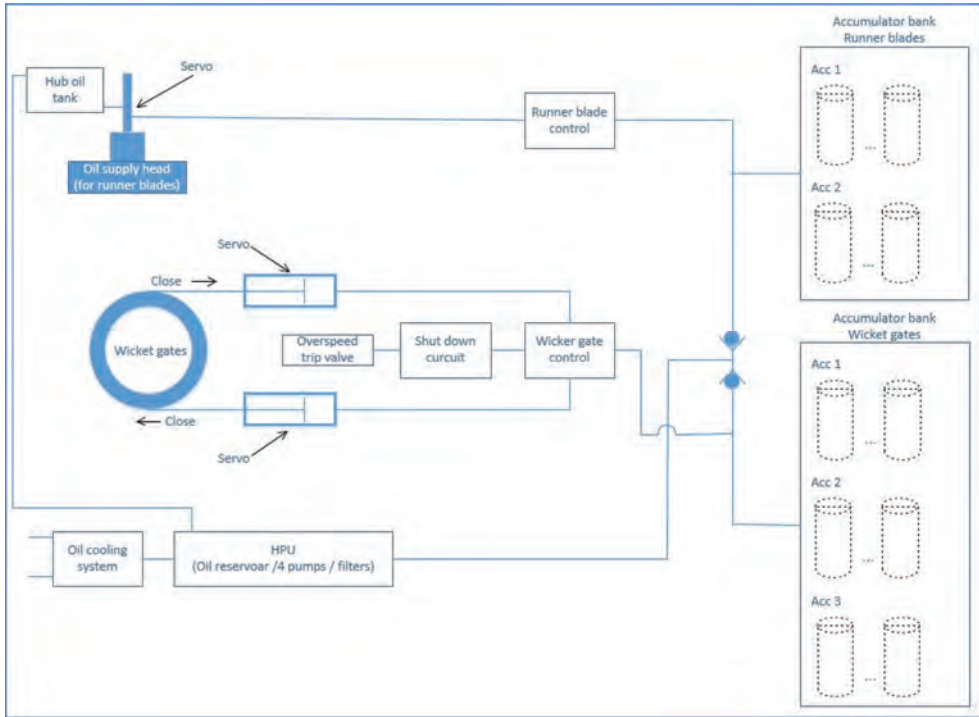 Accumulator bank
Runner blades
Acc 1
...
Acc 2
...
Hub oil
tank
Servo
Runner blade
control
Oil supply head
(for runner blades)
Servo
Close
Wicket gates
Overspeed
trip valve
Shut down
curcuit
Wicker gate
control
Close
Servo
Accumulator bank
Wicket gates
Acc 1
...
Acc 2
...
Acc 3
...
Oil cooling
system
HPU
(Oil reservoar /4 pumps / filters)